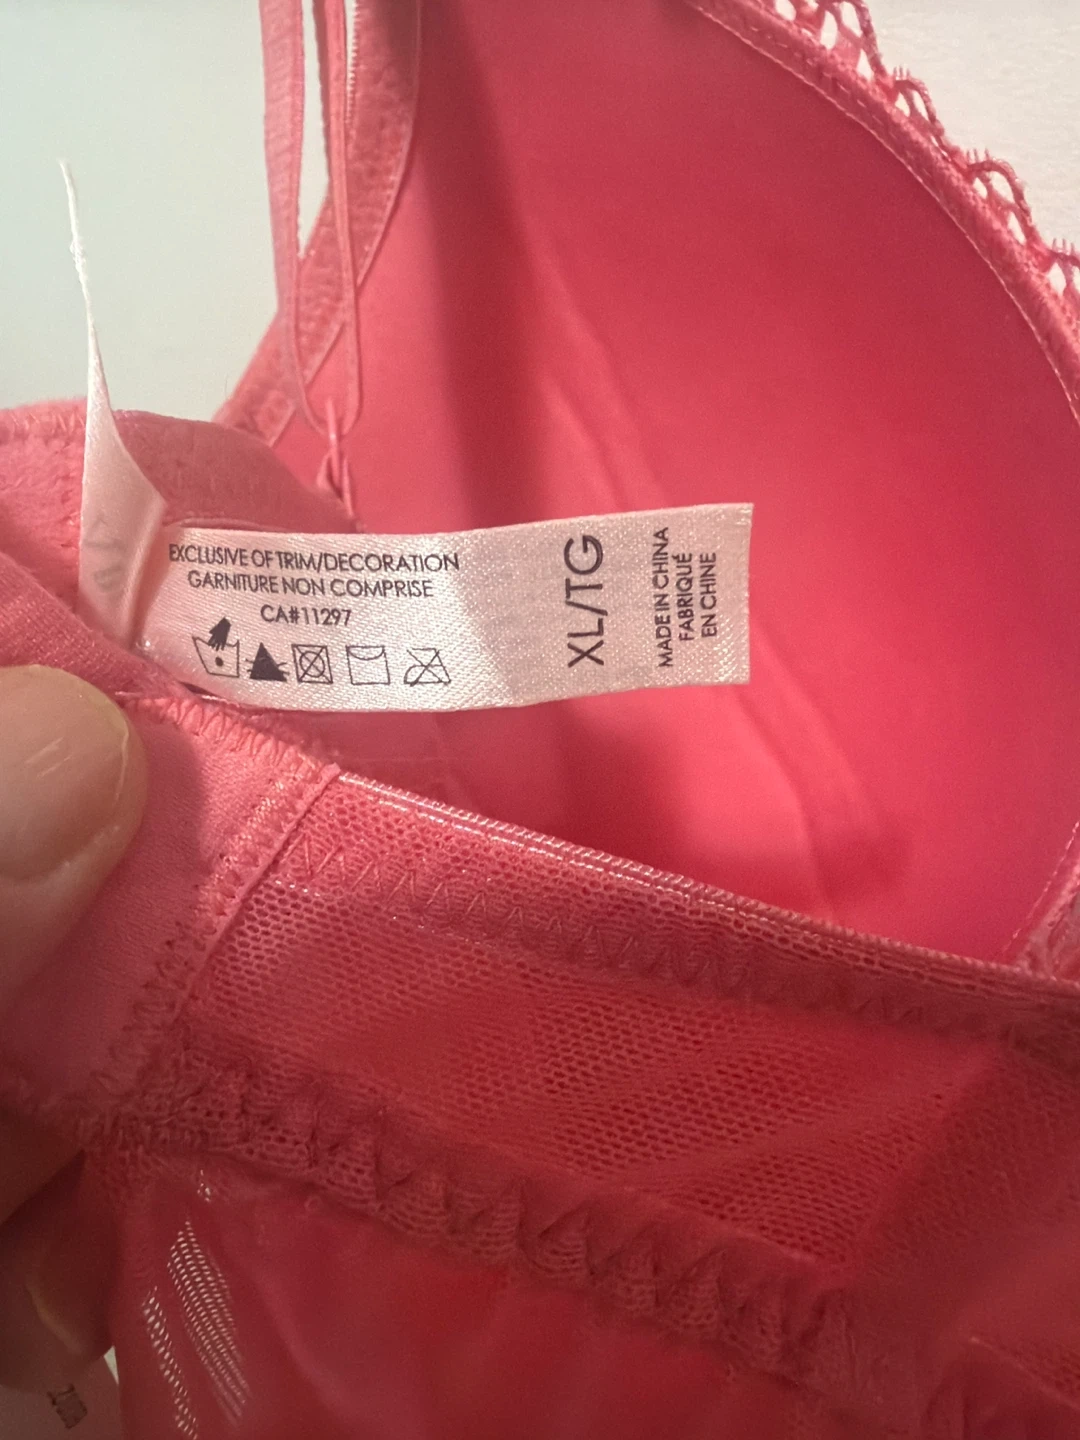 EXCLUSIVE OF TRIM/DECORATION
GARNITURE NON COMPRISE
CA#11297
XL/TG
MADE IN CHINA
FABRIQUÉ
EN CHINE